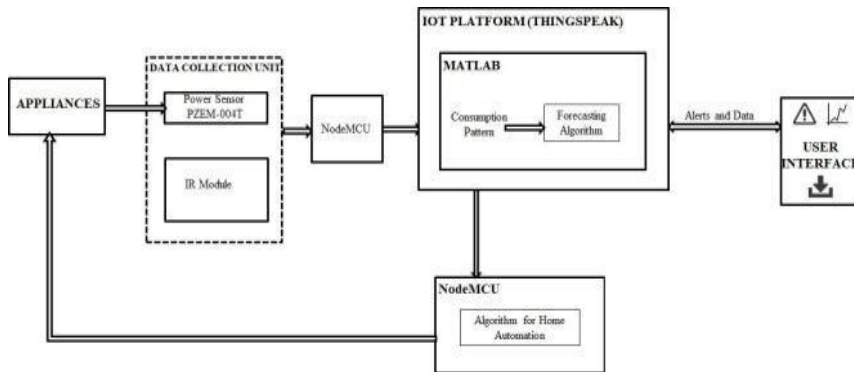 IOT PLATFORM (THINGSPEAK)
DATA COLLECTION UNIT
MATLAB
APPLIANCES
Power Sensor
PZEM-004T
NodeMCU
Consumption
Pattern
Forecasting
Algorithm
Alerts and Data
USER
INTERFACE
IR Module
NodeMCU
Algorithm for Home
Automation